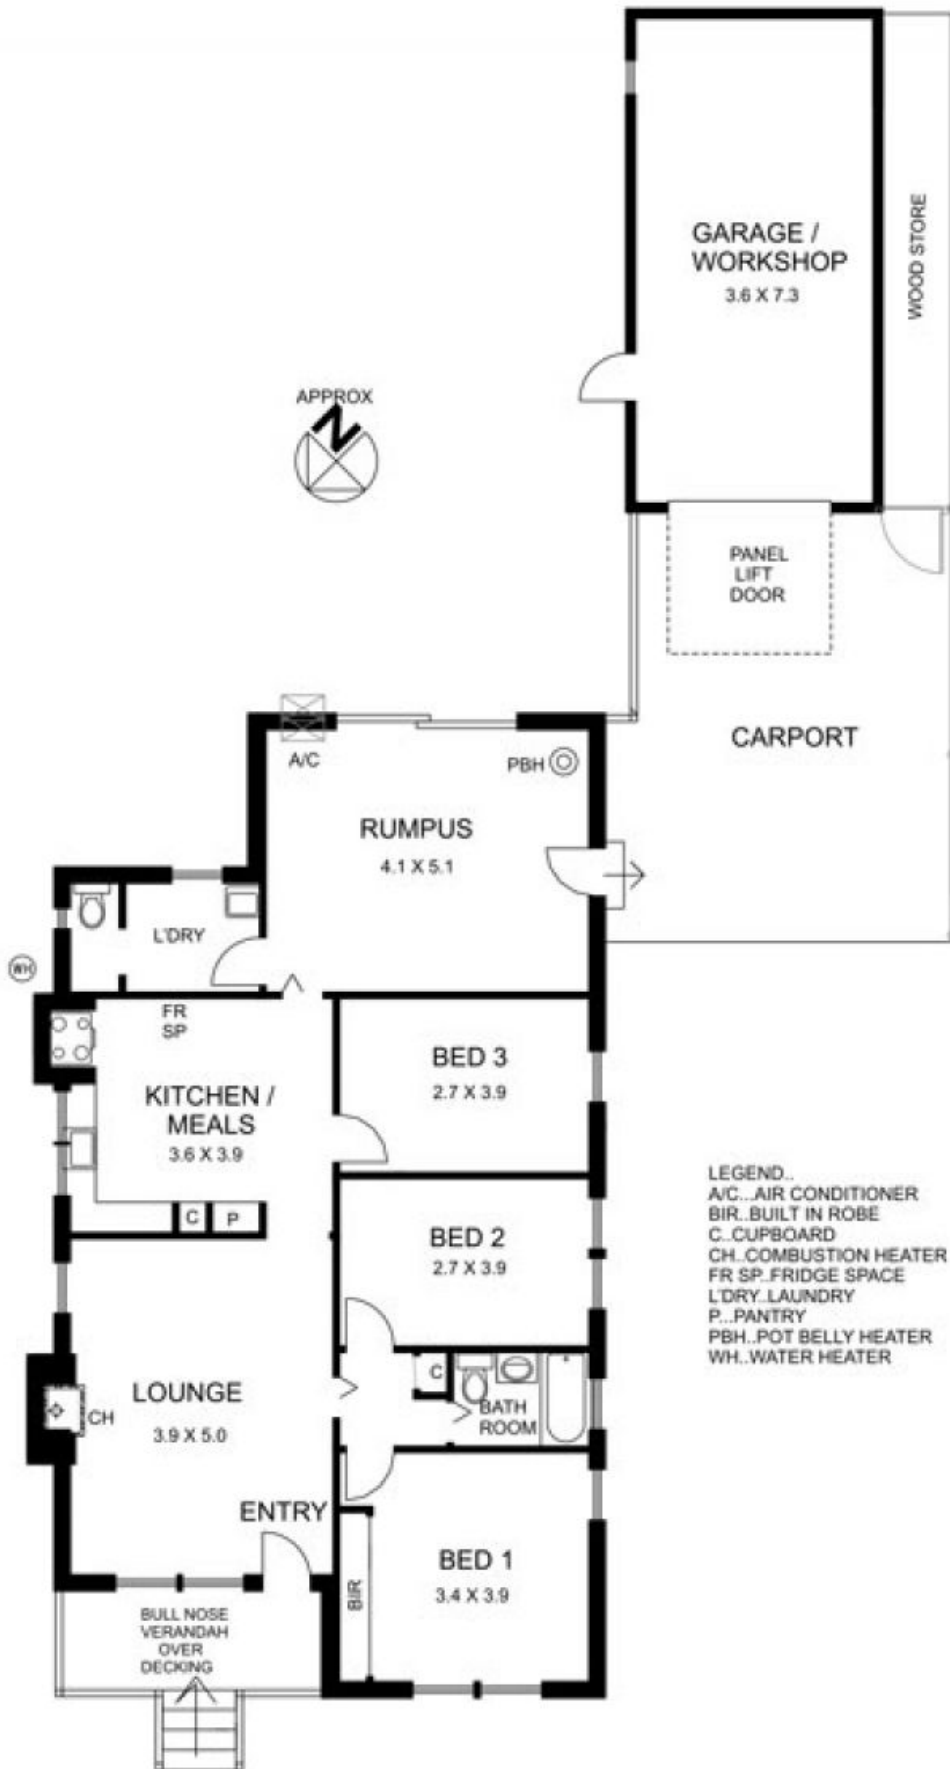 GARAGE /
WORKSHOP
3.6 X 7.3
WOOD STORE
APPROX
N
PANEL
LIFT
DOOR
CARPORT
A/C
PBH
RUMPUS
4.1 X 5.1
L'DRY
WH
FR
SP
BED 3
2.7 X 3.9
KITCHEN /
MEALS
3.6 X 3.9
C
P
BED 2
2.7 X 3.9
LEGEND..
A/C...AIR CONDITIONER
BIR..BUILT IN ROBE
C..CUPBOARD
CH..COMBUSTION HEATER
FR SP..FRIDGE SPACE
L'DRY..LAUNDRY
P...PANTRY
PBH..POT BELLY HEATER
WH..WATER HEATER
C
LOUNGE
3.9 X 5.0
CH
BATH
ROOM
ENTRY
BED 1
3.4 X 3.9
BIR
BULL NOSE
VERANDAH
OVER
DECKING